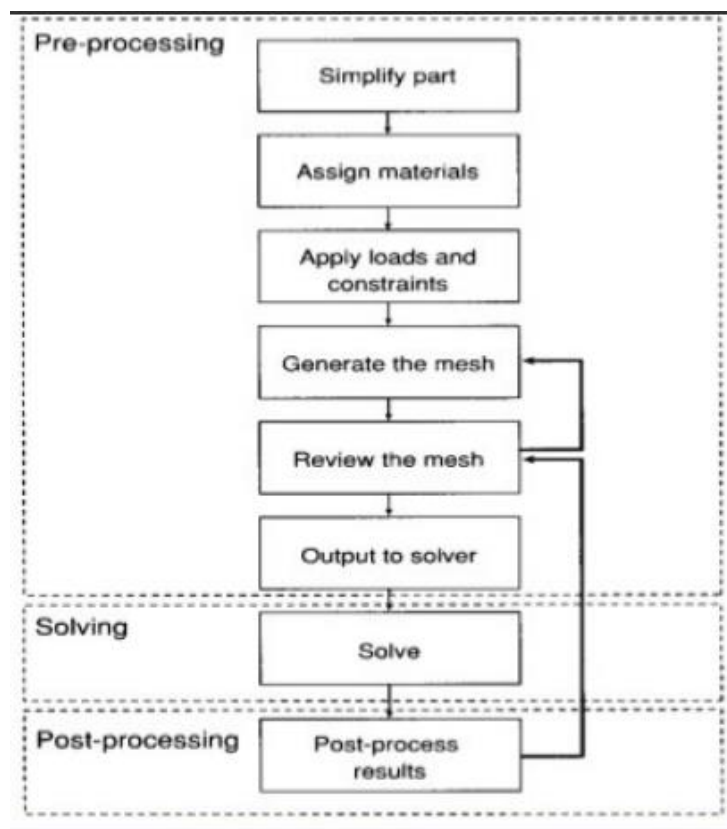 Pre-processing
Simplify part
Assign materials
Apply loads and
constraints
Generate the mesh
Review the mesh
Output to solver
Solving
Solve
Post-processing
Post-process
results